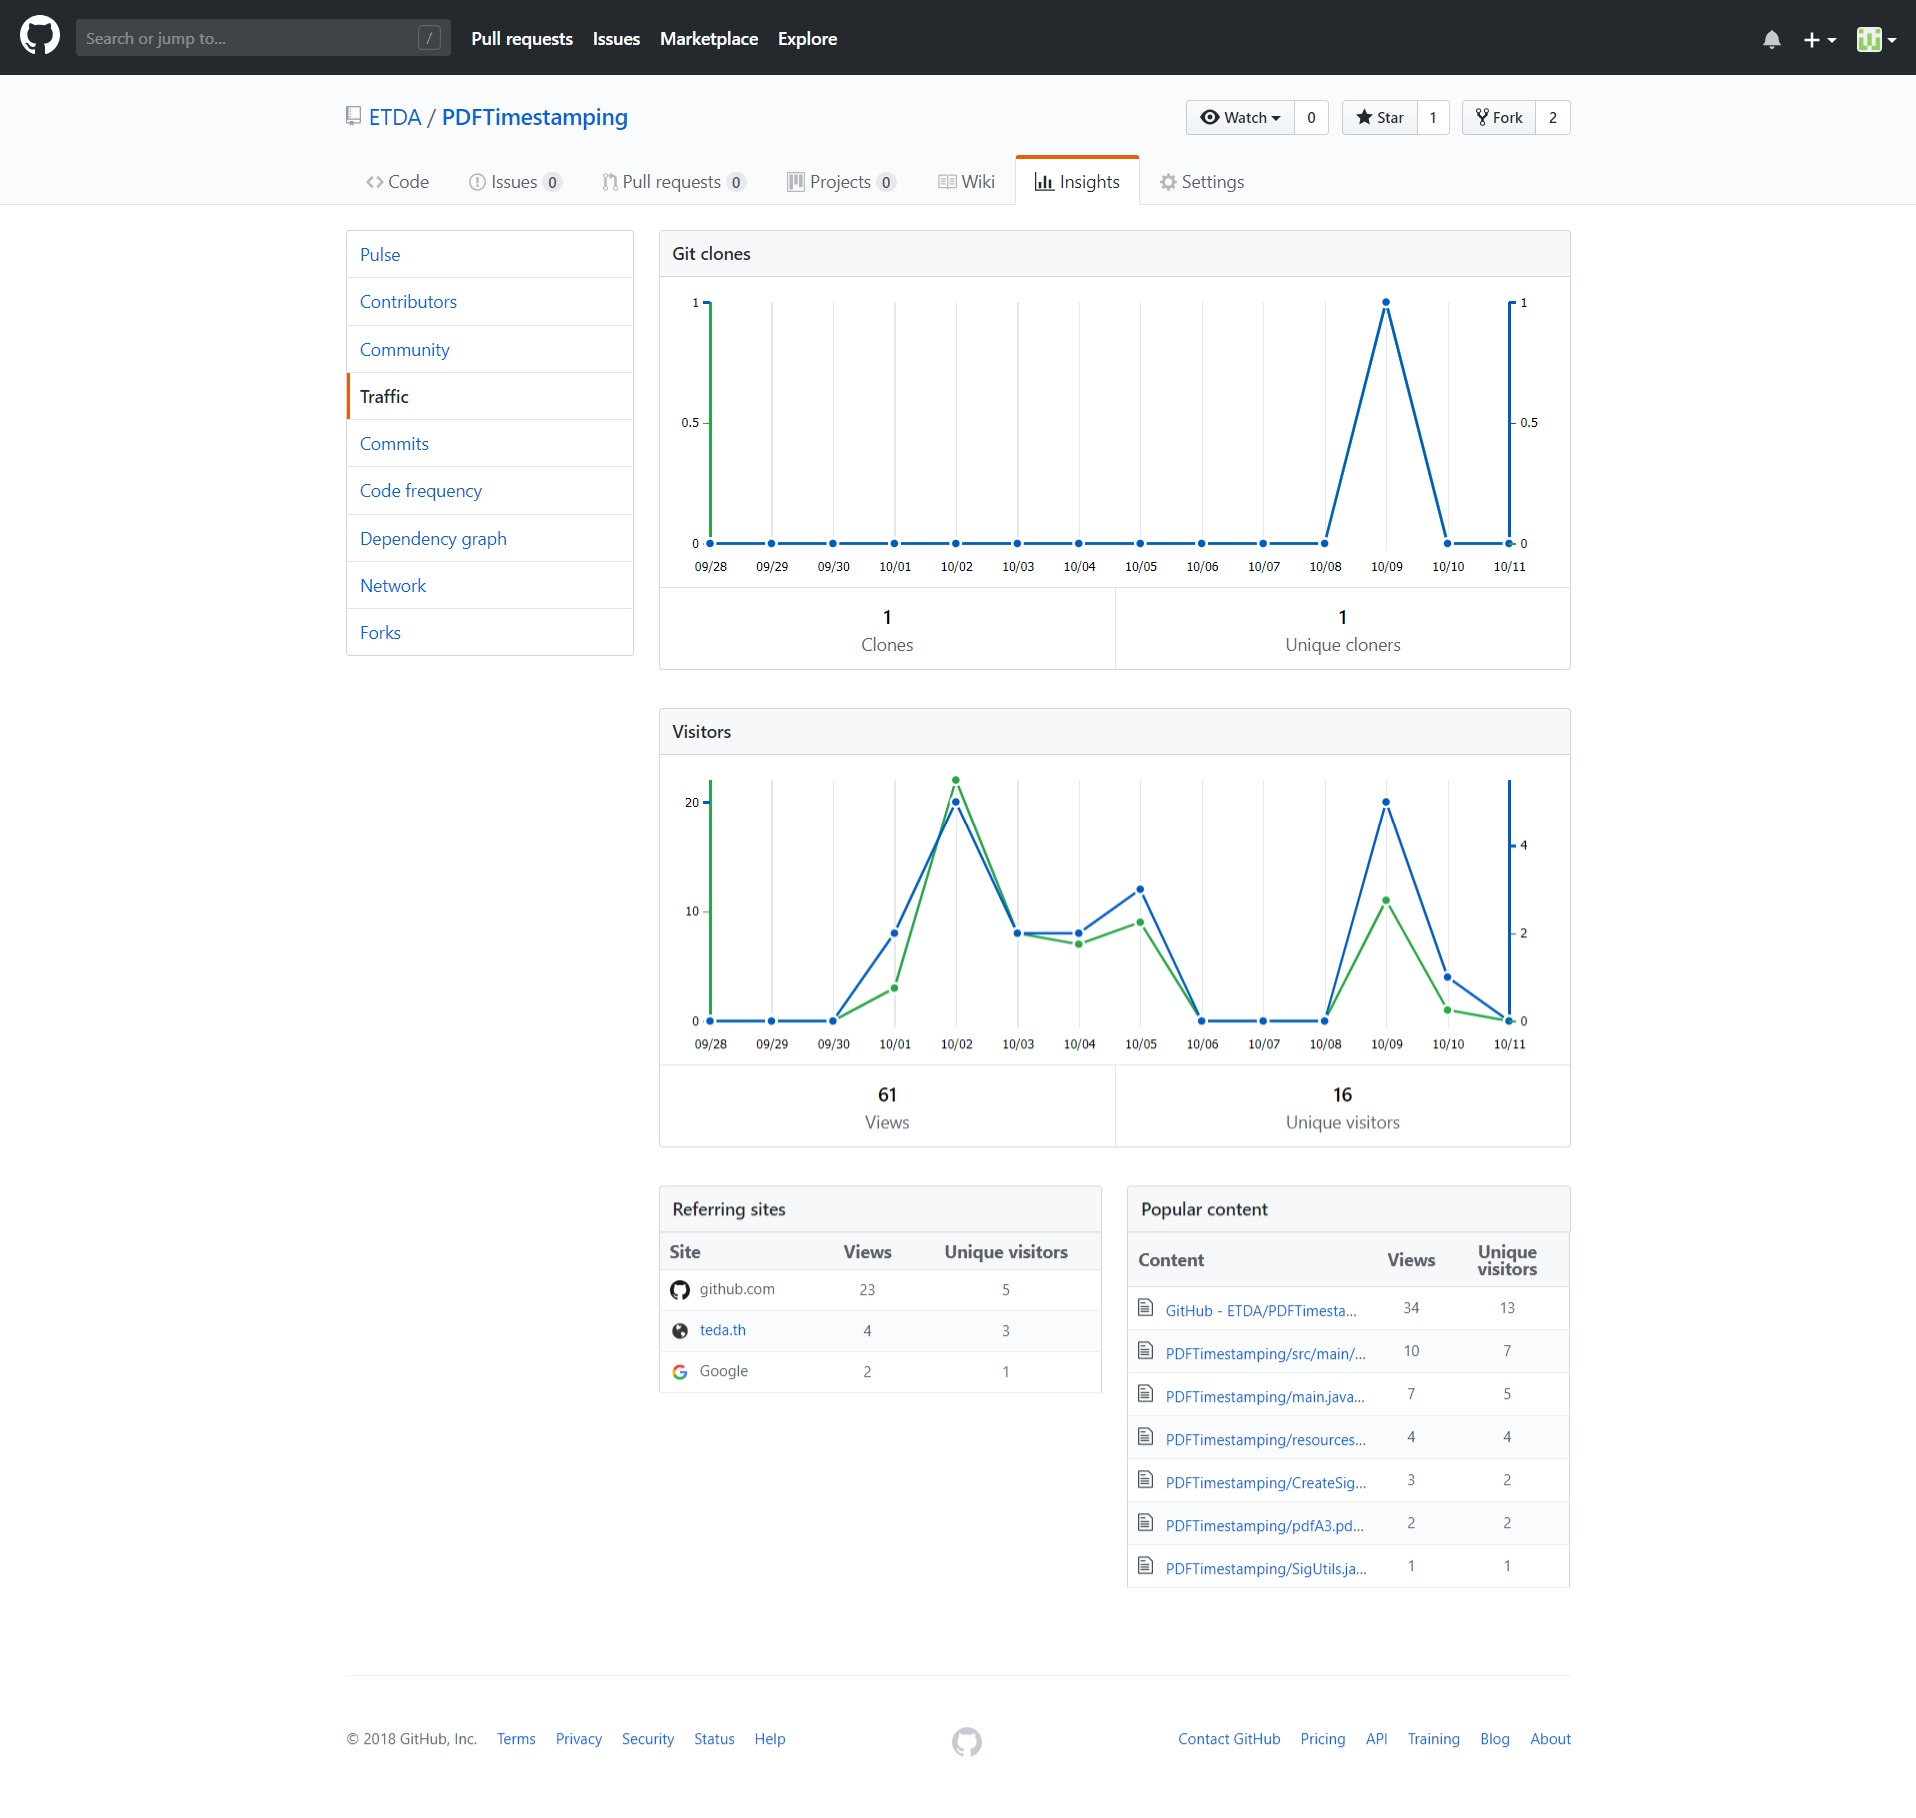 Search or jump to... / Pull requests Issues Marketplace Explore
ETDA / PDFTimestamping Watch 0 Star 1 Fork 2
Code Issues 0 Pull requests 0 Projects 0 Wiki Insights Settings
Pulse
Contributors
Community
Traffic
Commits
Code frequency
Dependency graph
Network
Forks
Git clones
1 1
0.5 0.5
0 0
09/28 09/29 09/30 10/01 10/02 10/03 10/04 10/05 10/06 10/07 10/08 10/09 10/10 10/11
1 1
Clones Unique cloners
Visitors
20
4
10
2
0 0
09/28 09/29 09/30 10/01 10/02 10/03 10/04 10/05 10/06 10/07 10/08 10/09 10/10 10/11
61 16
Views Unique visitors
Referring sites
Site Views Unique visitors
github.com 23 5
teda.th 4 3
Google 2 1
Popular content
Content Views Unique visitors
GitHub - ETDA/PDFTimesta... 34 13
PDFTimestamping/src/main/... 10 7
PDFTimestamping/main.java... 7 5
PDFTimestamping/resources... 4 4
PDFTimestamping/CreateSig... 3 2
PDFTimestamping/pdfA3.pd... 2 2
PDFTimestamping/SigUtils.ja... 1 1
© 2018 GitHub, Inc. Terms Privacy Security Status Help Contact GitHub Pricing API Training Blog About